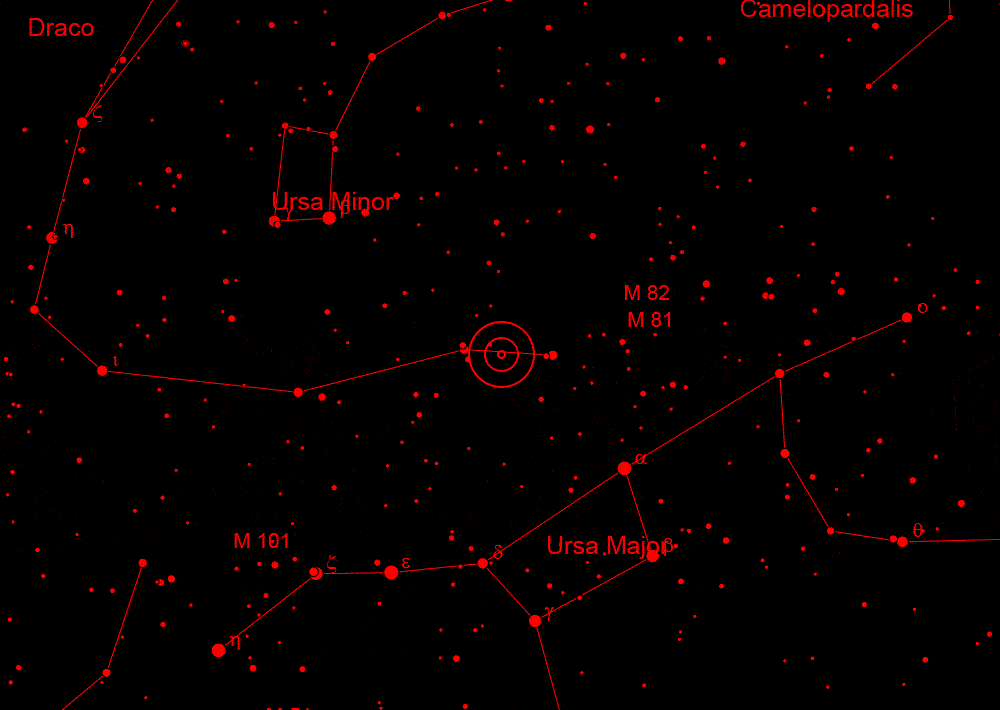 Camelopardalis
Draco
ζ
Ursa Minor
γ
β
η
M 82
ο
M 81
ι
α
θ
M 101
Ursa Major
β
δ
ζ
ε
γ
η